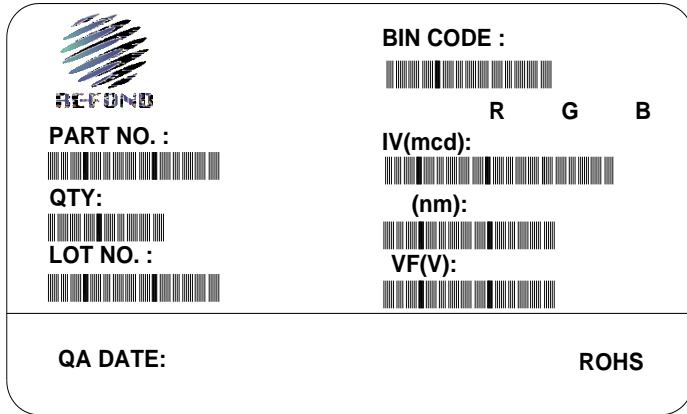 REFOND
BIN CODE :
R G B
PART NO. :
IV(mcd):
QTY:
(nm):
LOT NO. :
VF(V):
QA DATE:
ROHS